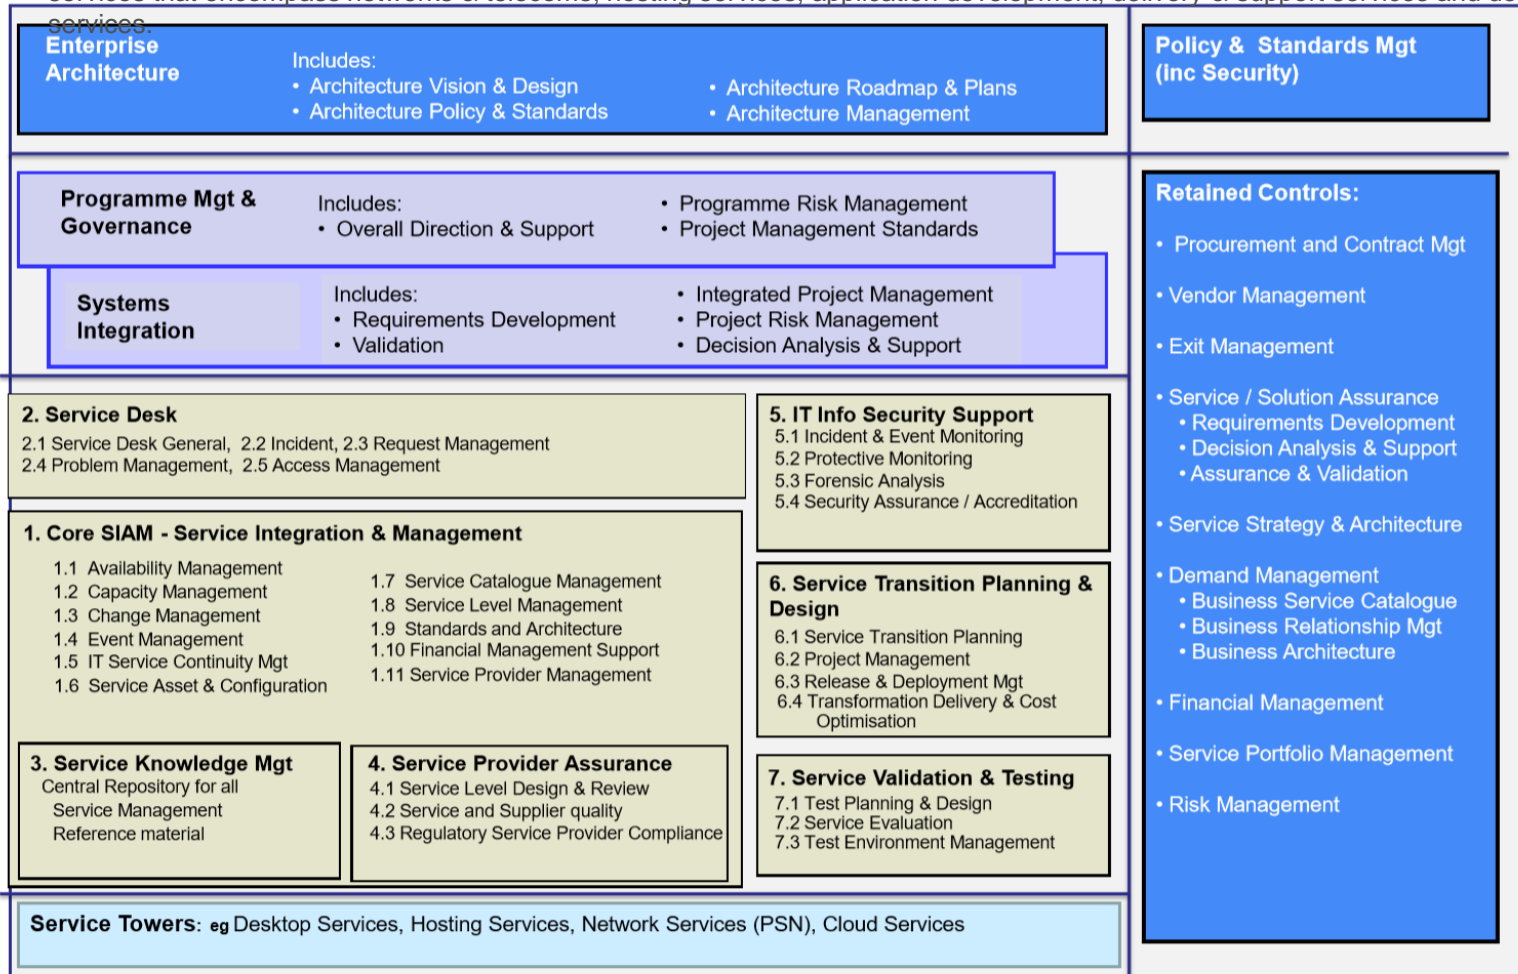 services that encompass networks & telecoms, hosting services, application development, delivery & support services and
services.
Enterprise
Architecture
Includes:
• Architecture Vision & Design
• Architecture Policy & Standards
• Architecture Roadmap & Plans
• Architecture Management
Policy & Standards Mgt
(inc Security)
Programme Mgt &
Governance
Includes:
• Overall Direction & Support
• Programme Risk Management
• Project Management Standards
Systems
Integration
Includes:
• Requirements Development
• Validation
• Integrated Project Management
• Project Risk Management
• Decision Analysis & Support
2. Service Desk
2.1 Service Desk General, 2.2 Incident, 2.3 Request Management
2.4 Problem Management, 2.5 Access Management
1. Core SIAM - Service Integration & Management
1.1 Availability Management
1.2 Capacity Management
1.3 Change Management
1.4 Event Management
1.5 IT Service Continuity Mgt
1.6 Service Asset & Configuration
1.7 Service Catalogue Management
1.8 Service Level Management
1.9 Standards and Architecture
1.10 Financial Management Support
1.11 Service Provider Management
3. Service Knowledge Mgt
Central Repository for all
Service Management
Reference material
4. Service Provider Assurance
4.1 Service Level Design & Review
4.2 Service and Supplier quality
4.3 Regulatory Service Provider Compliance
5. IT Info Security Support
5.1 Incident & Event Monitoring
5.2 Protective Monitoring
5.3 Forensic Analysis
5.4 Security Assurance / Accreditation
6. Service Transition Planning &
Design
6.1 Service Transition Planning
6.2 Project Management
6.3 Release & Deployment Mgt
6.4 Transformation Delivery & Cost
Optimisation
7. Service Validation & Testing
7.1 Test Planning & Design
7.2 Service Evaluation
7.3 Test Environment Management
Retained Controls:
• Procurement and Contract Mgt
• Vendor Management
• Exit Management
• Service / Solution Assurance
• Requirements Development
• Decision Analysis & Support
• Assurance & Validation
• Service Strategy & Architecture
• Demand Management
• Business Service Catalogue
• Business Relationship Mgt
• Business Architecture
• Financial Management
• Service Portfolio Management
• Risk Management
Service Towers: eg Desktop Services, Hosting Services, Network Services (PSN), Cloud Services